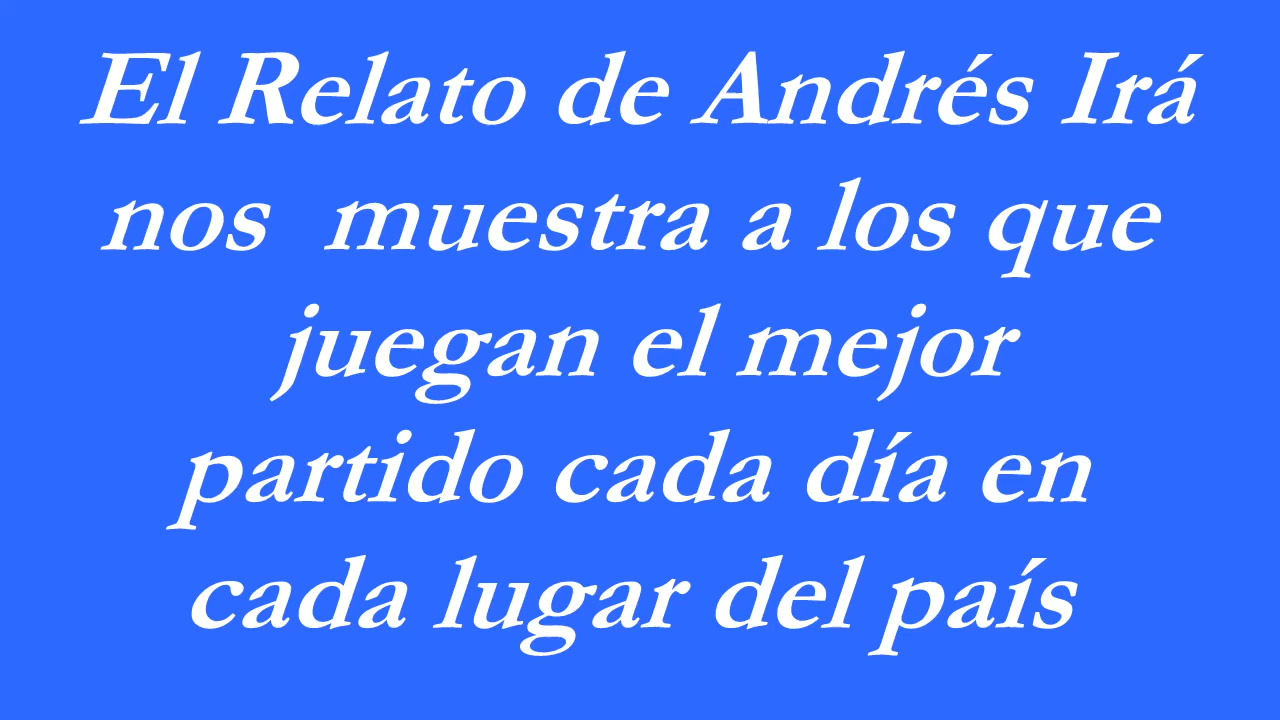 El Relato de Andrés Irá
nos  muestra a los que
juegan el mejor
partido cada día en
cada lugar del país